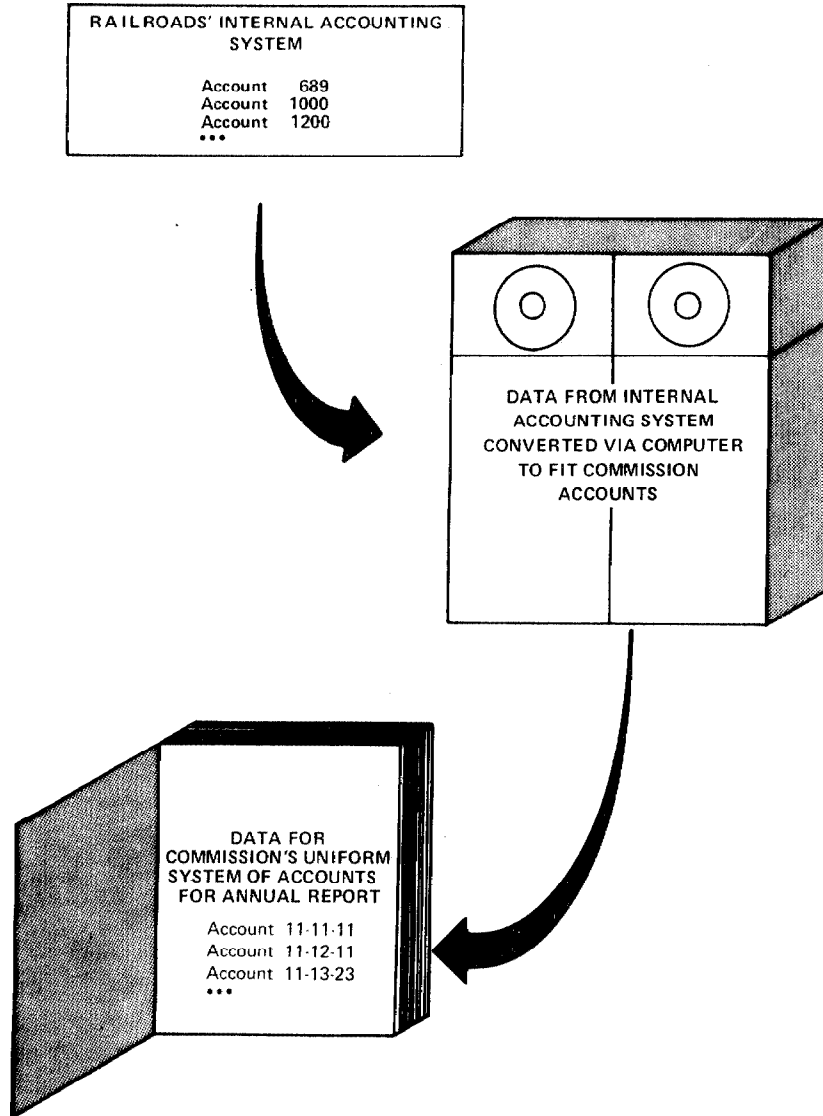 RAILROADS' INTERNAL ACCOUNTING
SYSTEM
Account 689
Account 1000
Account 1200
•••
DATA FROM INTERNAL
ACCOUNTING SYSTEM
CONVERTED VIA COMPUTER
TO FIT COMMISSION
ACCOUNTS
DATA FOR
COMMISSION'S UNIFORM
SYSTEM OF ACCOUNTS
FOR ANNUAL REPORT
Account 11-11-11
Account 11-12-11
Account 11-13-23
•••